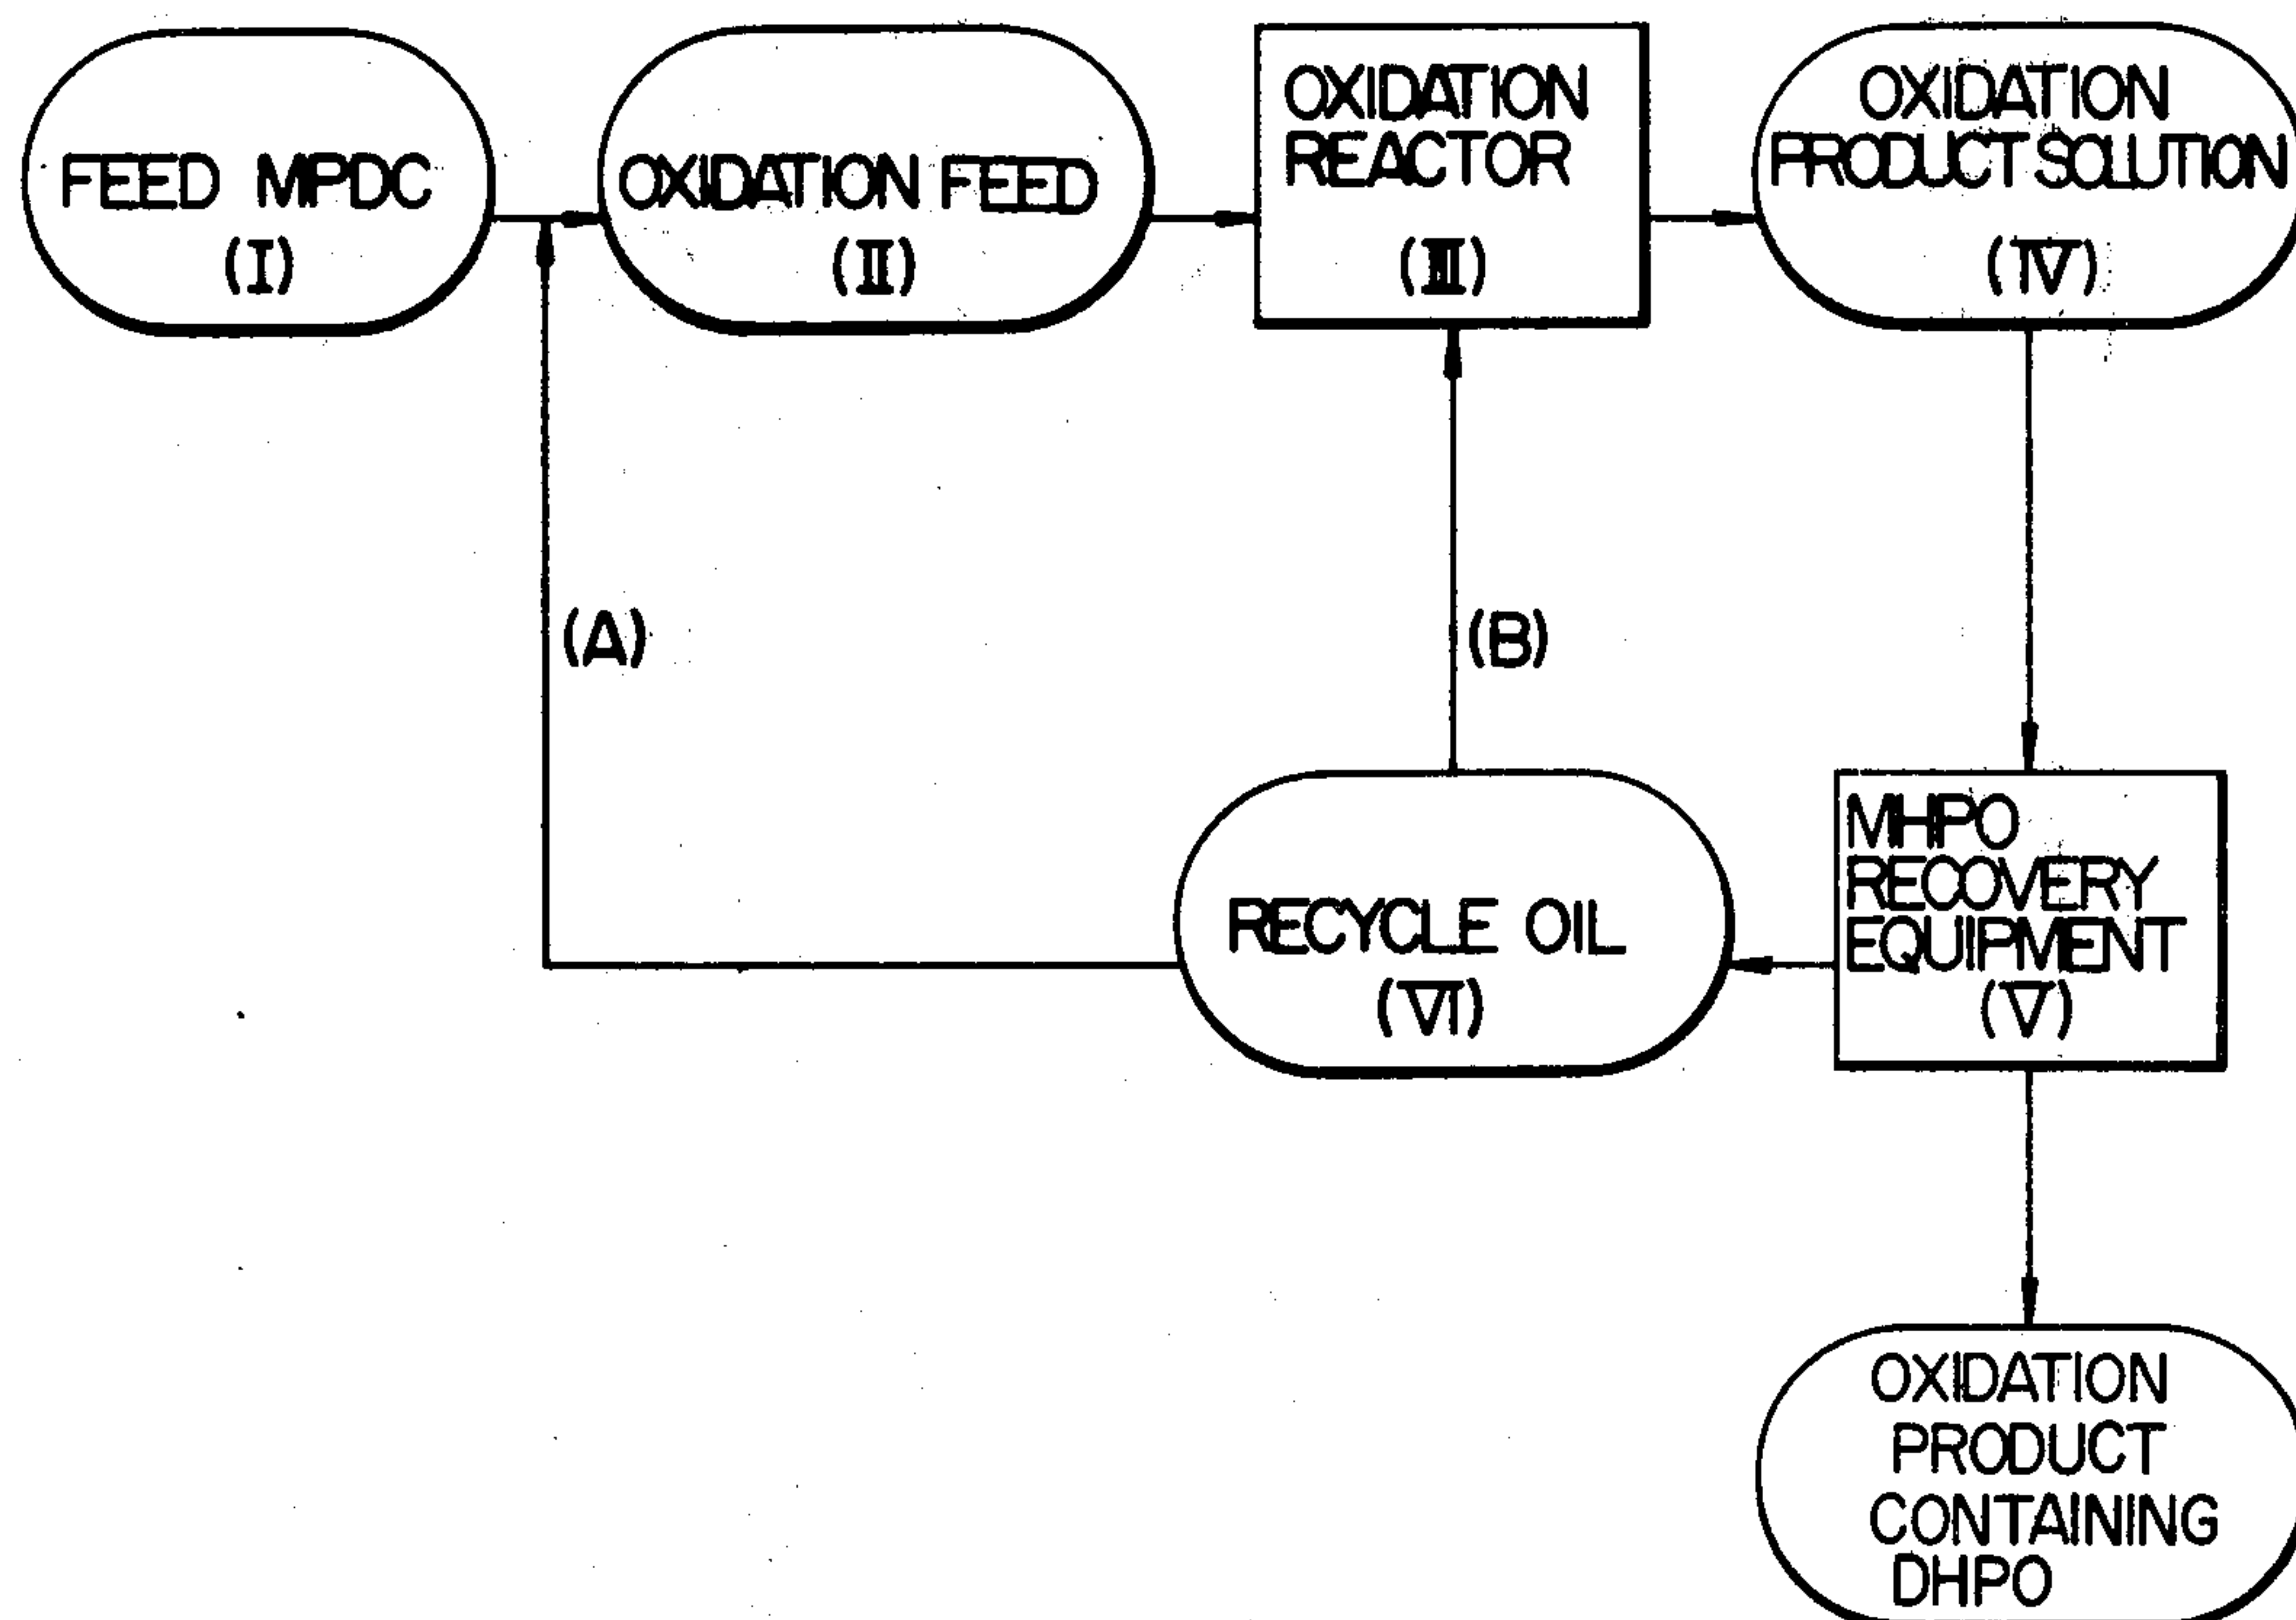 FEED MPDC
(I)
OXIDATION FEED
(II)
OXIDATION
REACTOR
(III)
OXIDATION
PRODUCT SOLUTION
(IV)
(A)
(B)
MHPO
RECOVERY
EQUIPMENT
(V)
RECYCLE OIL
(VI)
OXIDATION
PRODUCT
CONTAINING
DHPO